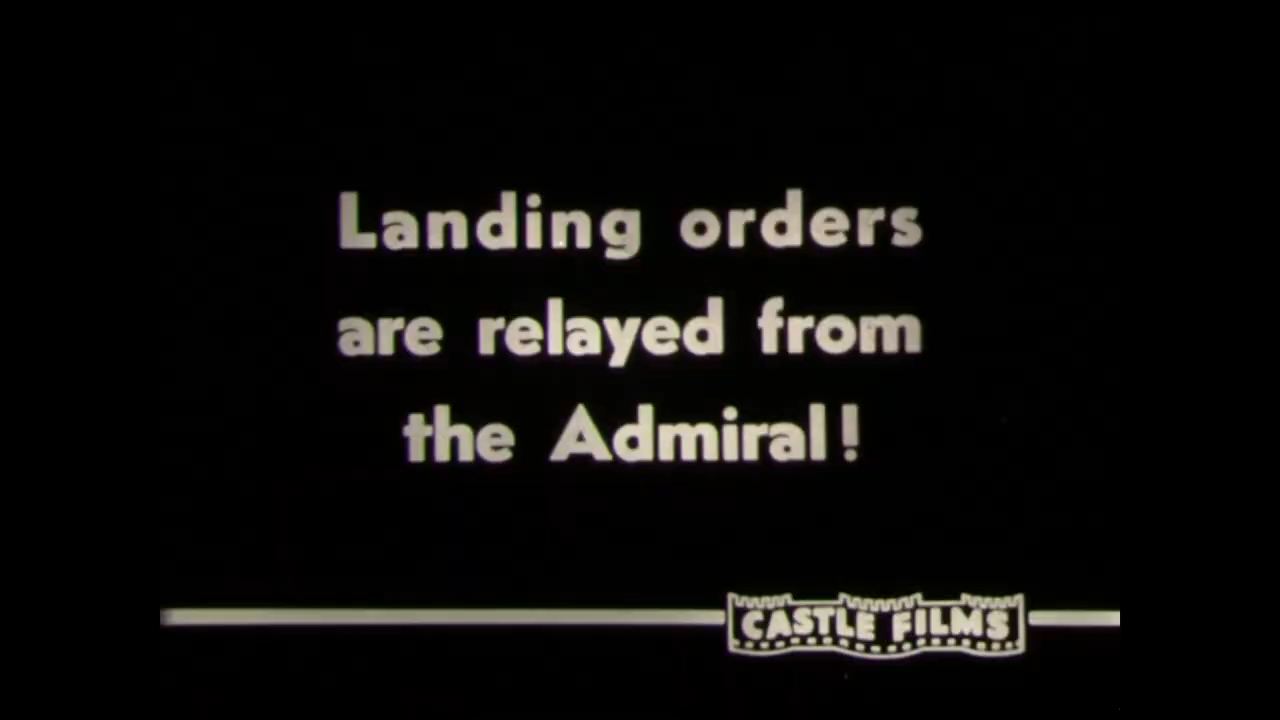 Landing orders
are relayed from
the Admiral!
CASTLE FILMS